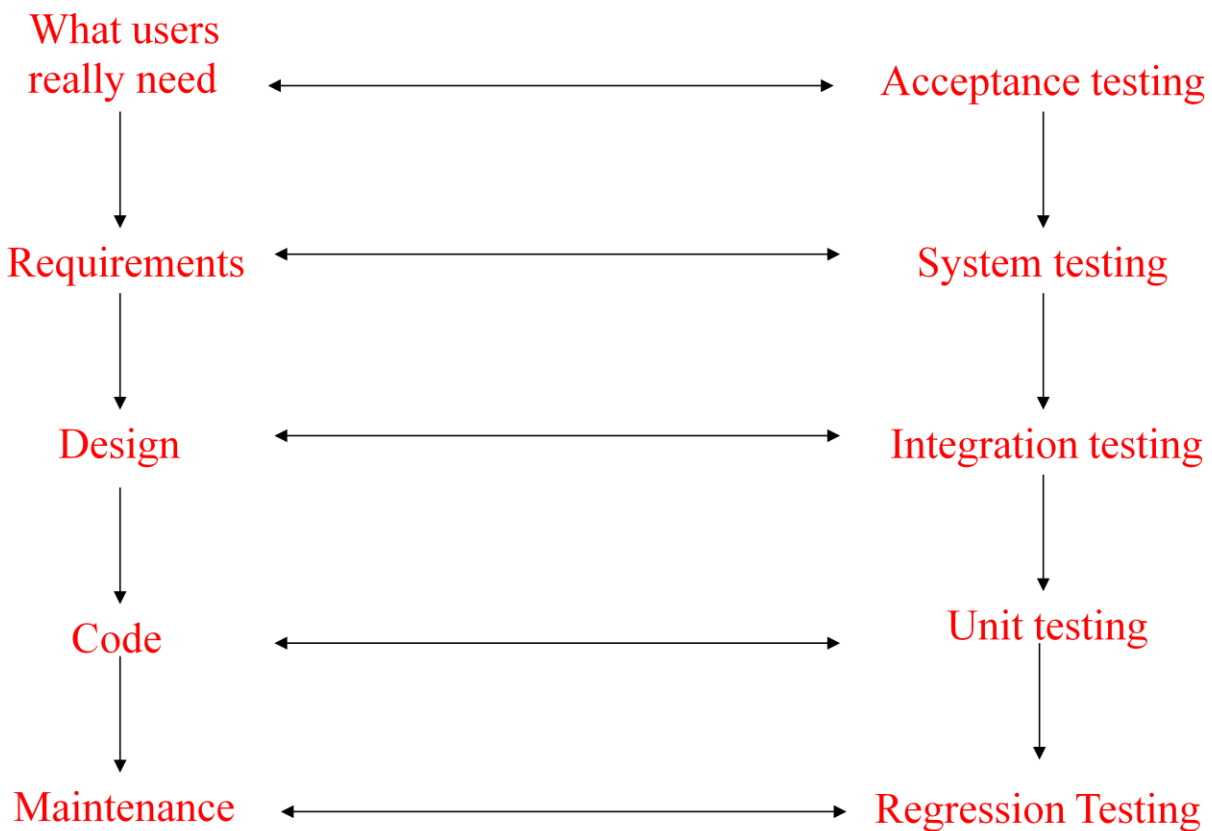 What users
really need
Acceptance testing
Requirements
System testing
Design
Integration testing
Code
Unit testing
Maintenance
Regression Testing